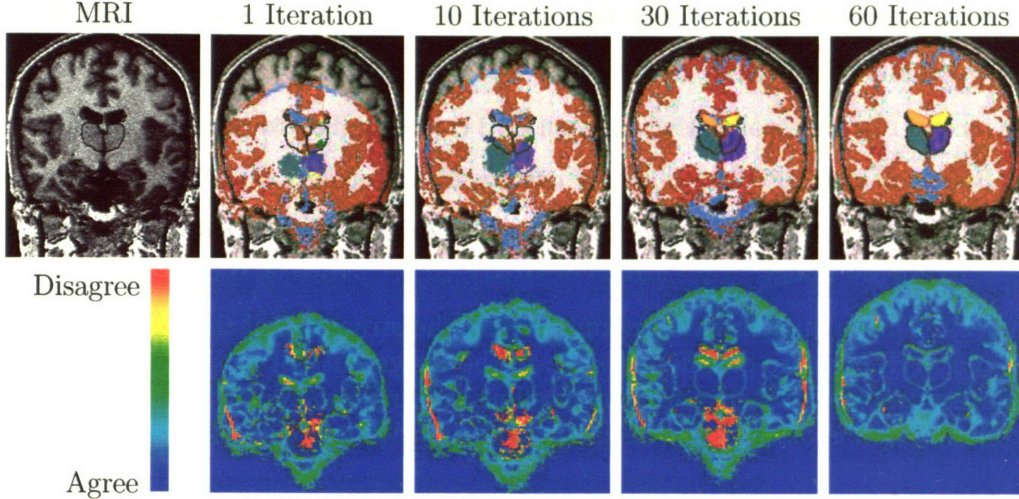 MRI
1 Iteration
10 Iterations
30 Iterations
60 Iterations
Disagree
Agree